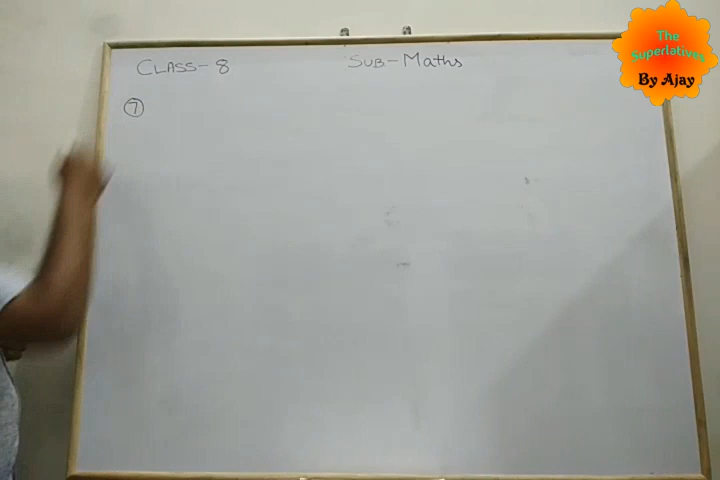 CLASS-8 SUB-Maths
7
The
Superlatives
By Ajay